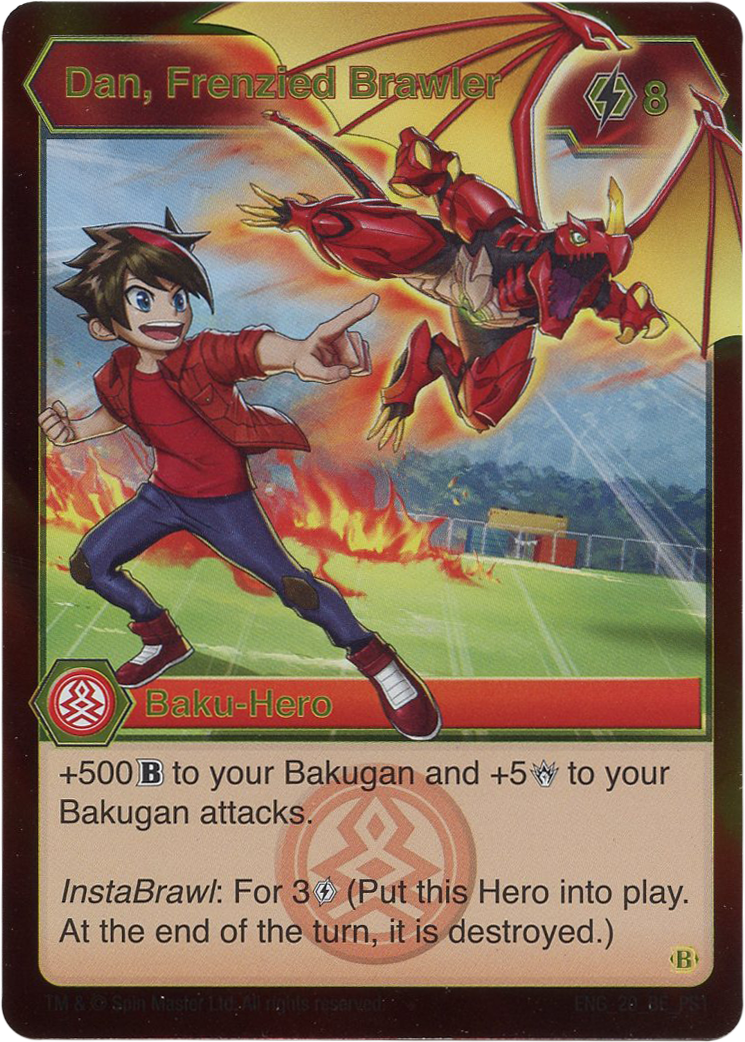 Dan, Frenzied Brawler
8
Baku-Hero
+500B to your Bakugan and +5 to your
Bakugan attacks.
InstaBrawl: For 3 (Put this Hero into play.
At the end of the turn, it is destroyed.)
B
TM & © Spin Master Ltd. All rights reserved.